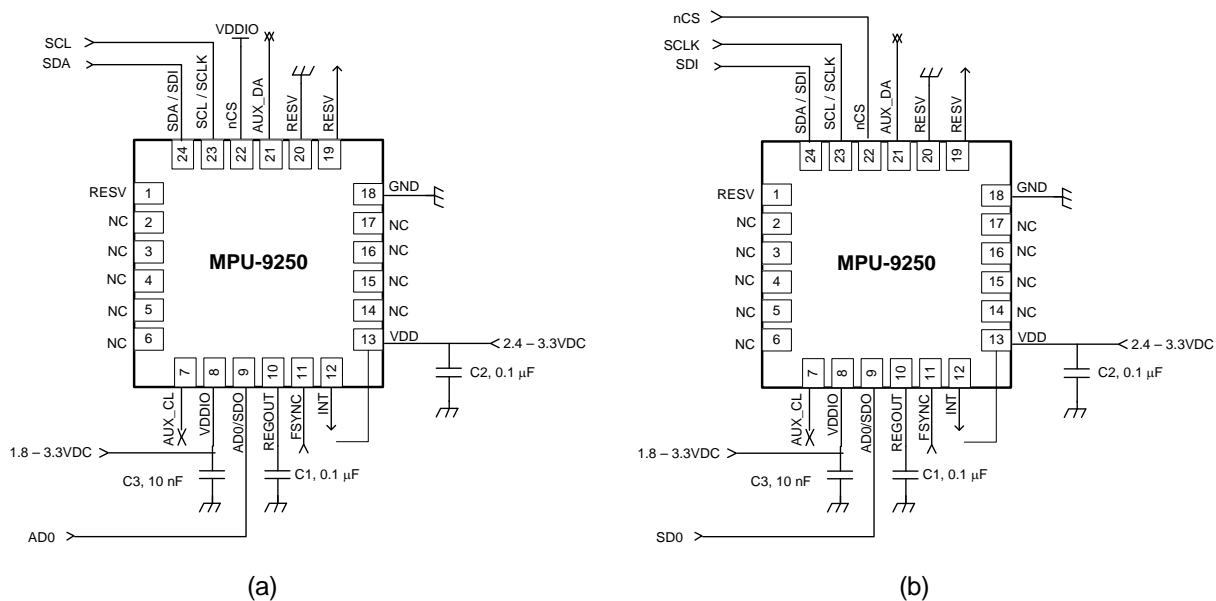 VDDIO
SCL
SDA
SDA / SDI
SCL / SCLK
nCS
AUX_DA
RESV
RESV
24
23
22
21
20
19
RESV
1
NC
2
NC
3
NC
4
NC
5
NC
6
MPU-9250
18
GND
17
NC
16
NC
15
NC
14
NC
13
VDD
2.4 – 3.3VDC
C2, 0.1 µF
7
8
9
10
11
12
AUX_CL
VDDIO
AD0/SDO
REGOUT
FSYNC
INT
1.8 – 3.3VDC
C3, 10 nF
C1, 0.1 µF
AD0
(a)
nCS
SCLK
SDI
SDA / SDI
SCL / SCLK
nCS
AUX_DA
RESV
RESV
24
23
22
21
20
19
RESV
1
NC
2
NC
3
NC
4
NC
5
NC
6
MPU-9250
18
GND
17
NC
16
NC
15
NC
14
NC
13
VDD
2.4 – 3.3VDC
C2, 0.1 µF
7
8
9
10
11
12
AUX_CL
VDDIO
AD0/SDO
REGOUT
FSYNC
INT
1.8 – 3.3VDC
C3, 10 nF
C1, 0.1 µF
SD0
(b)